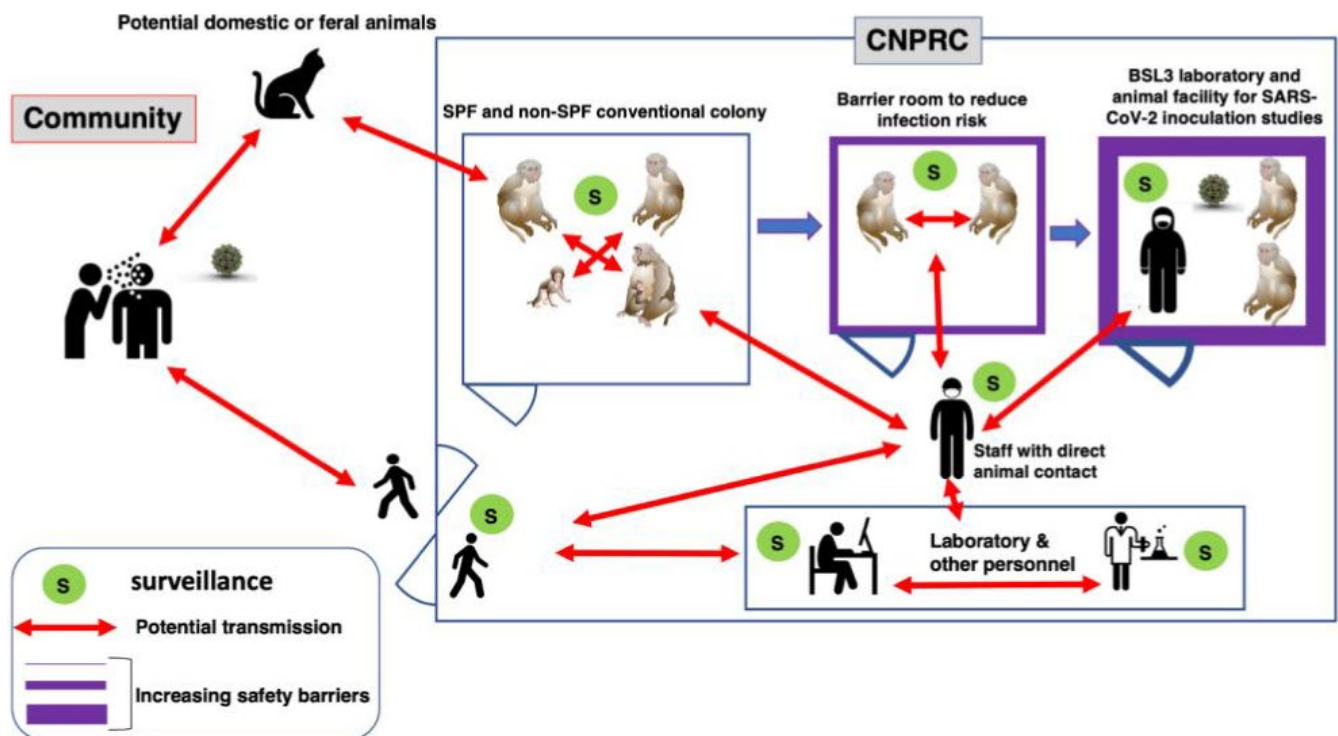 Potential domestic or feral animals
CNPRC
Community
SPF and non-SPF conventional colony
Barrier room to reduce
infection risk
BSL3 laboratory and
animal facility for SARS-
CoV-2 inoculation studies
S
S
S
S
Staff with direct
animal contact
S
S
Laboratory &
other personnel
S
S
surveillance
Potential transmission
Increasing safety barriers